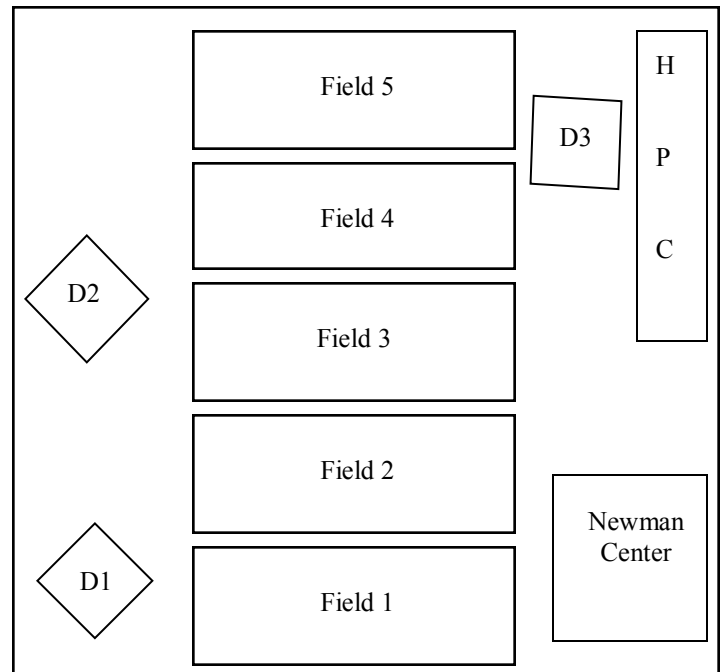 Field 5
H
D3
P
Field 4
C
D2
Field 3
Field 2
Newman
Center
D1
Field 1